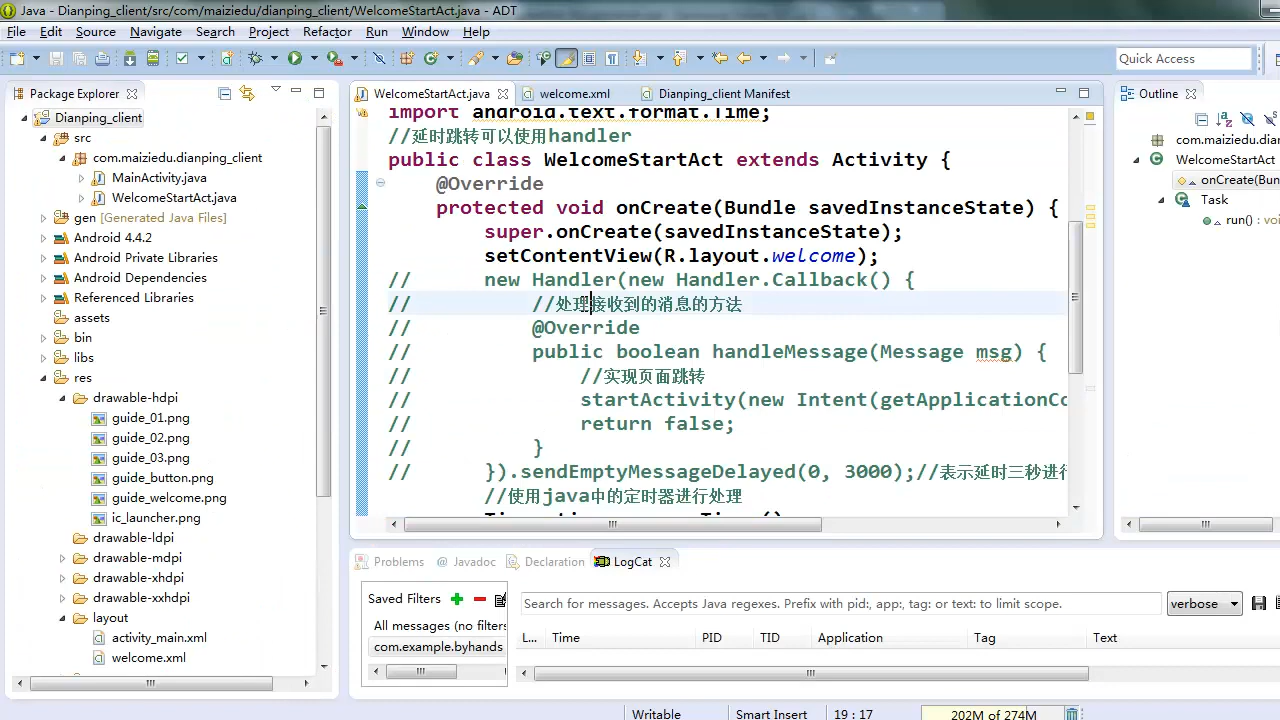 Java - Dianping_client/src/com/maiziedu/dianping_client/WelcomeStartAct.java - ADT
File Edit Source Navigate Search Project Refactor Run Window Help
Quick Access
Package Explorer
Dianping_client
src
com.maiziedu.dianping_client
MainActivity.java
WelcomeStartAct.java
gen [Generated Java Files]
Android 4.4.2
Android Private Libraries
Android Dependencies
Referenced Libraries
assets
bin
libs
res
drawable-hdpi
guide_01.png
guide_02.png
guide_03.png
guide_button.png
guide_welcome.png
ic_launcher.png
drawable-ldpi
drawable-mdpi
drawable-xhdpi
drawable-xxhdpi
layout
activity_main.xml
welcome.xml
WelcomeStartAct.java welcome.xml Dianping_client Manifest
import android.text.format.Time;
//延时跳转可以使用handler
public class WelcomeStartAct extends Activity {
@Override
protected void onCreate(Bundle savedInstanceState) {
super.onCreate(savedInstanceState);
setContentView(R.layout.welcome);
// new Handler(new Handler.Callback() {
// //处理接收到的消息的方法
// @Override
// public boolean handleMessage(Message msg) {
// //实现页面跳转
// startActivity(new Intent(getApplicationCo
// return false;
// }
// }).sendEmptyMessageDelayed(0, 3000);//表示延时三秒进行
//使用java中的定时器进行处理
Outline
com.maiziedu.dian
WelcomeStartAct
onCreate(Bun
Task
run() : voi
Problems @ Javadoc Declaration LogCat
Saved Filters
All messages (no filters
com.example.byhands
Search for messages. Accepts Java regexes. Prefix with pid:, app:, tag: or text: to limit scope.
verbose
L... Time PID TID Application Tag Text
Writable Smart Insert 19 : 17 202M of 274M